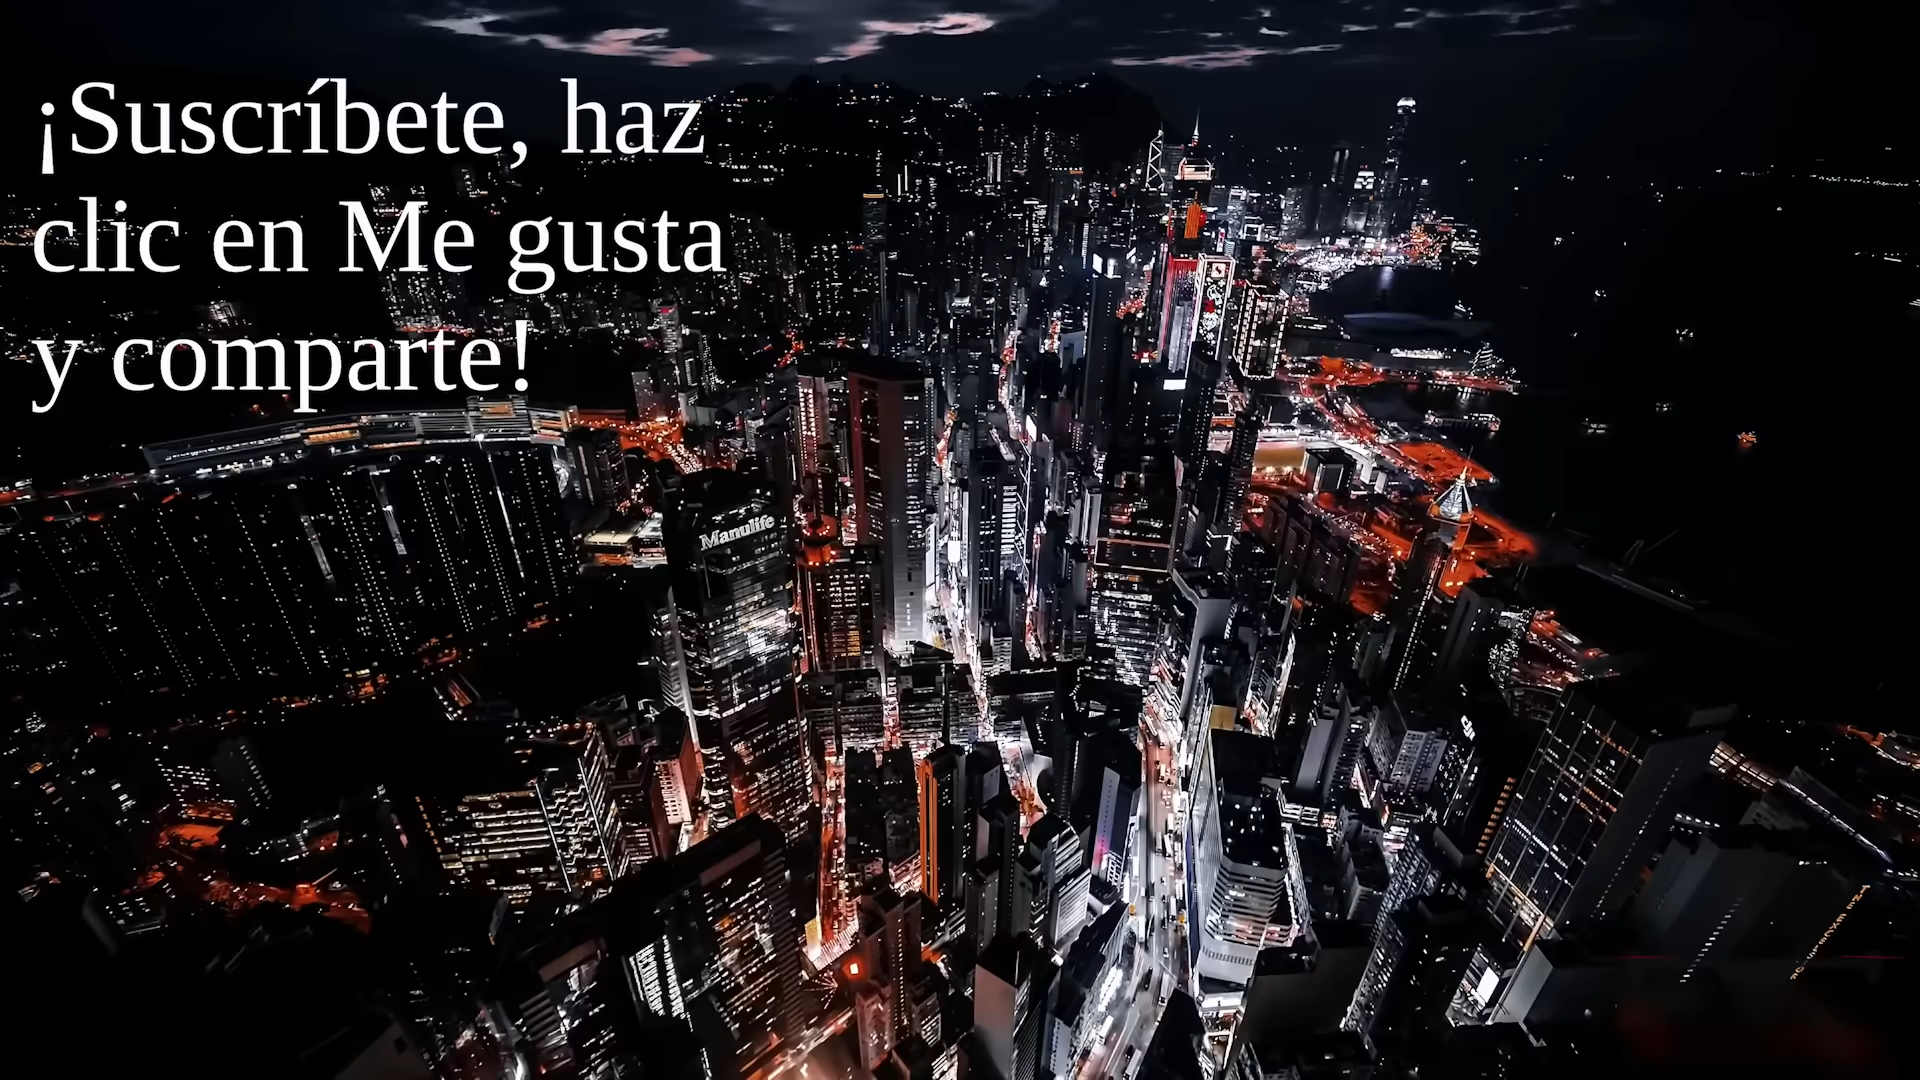 ¡Suscríbete, haz
clic en Me gusta
y comparte!
Manulife